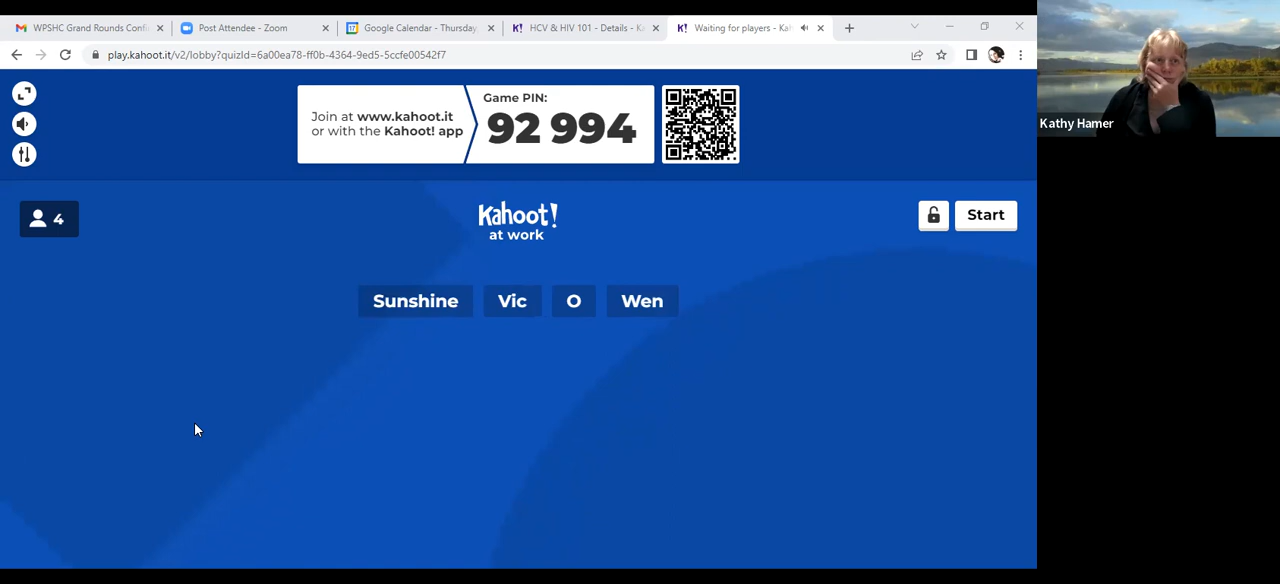 WPSHC Grand Rounds Confi
Post Attendee - Zoom
Google Calendar - Thursday,
HCV & HIV 101 - Details - Ka
Waiting for players - Kah
play.kahoot.it/v2/lobby?quizId=6a00ea78-ff0b-4364-9ed5-5ccfe00542f7
Join at www.kahoot.it
or with the Kahoot! app
Game PIN:
92 994
Kathy Hamer
4
Kahoot!
at work
Start
Sunshine
Vic
O
Wen